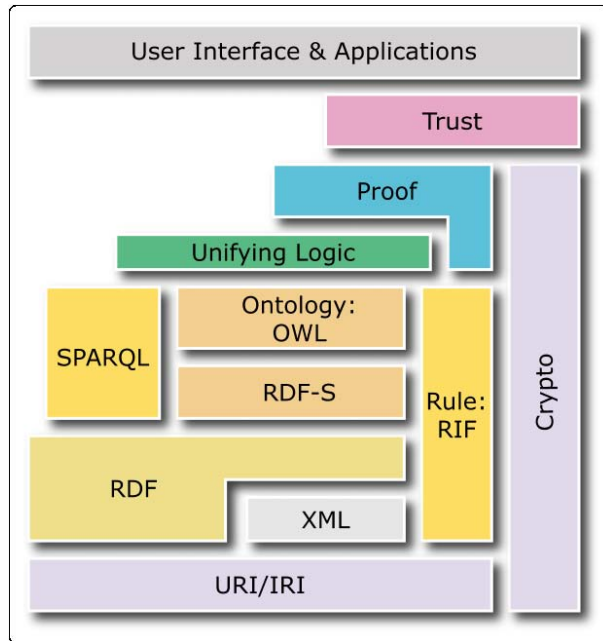 User Interface & Applications
Trust
Proof
Unifying Logic
Ontology:
OWL
SPARQL
RDF-S
Rule:
RIF
Crypto
RDF
XML
URI/IRI